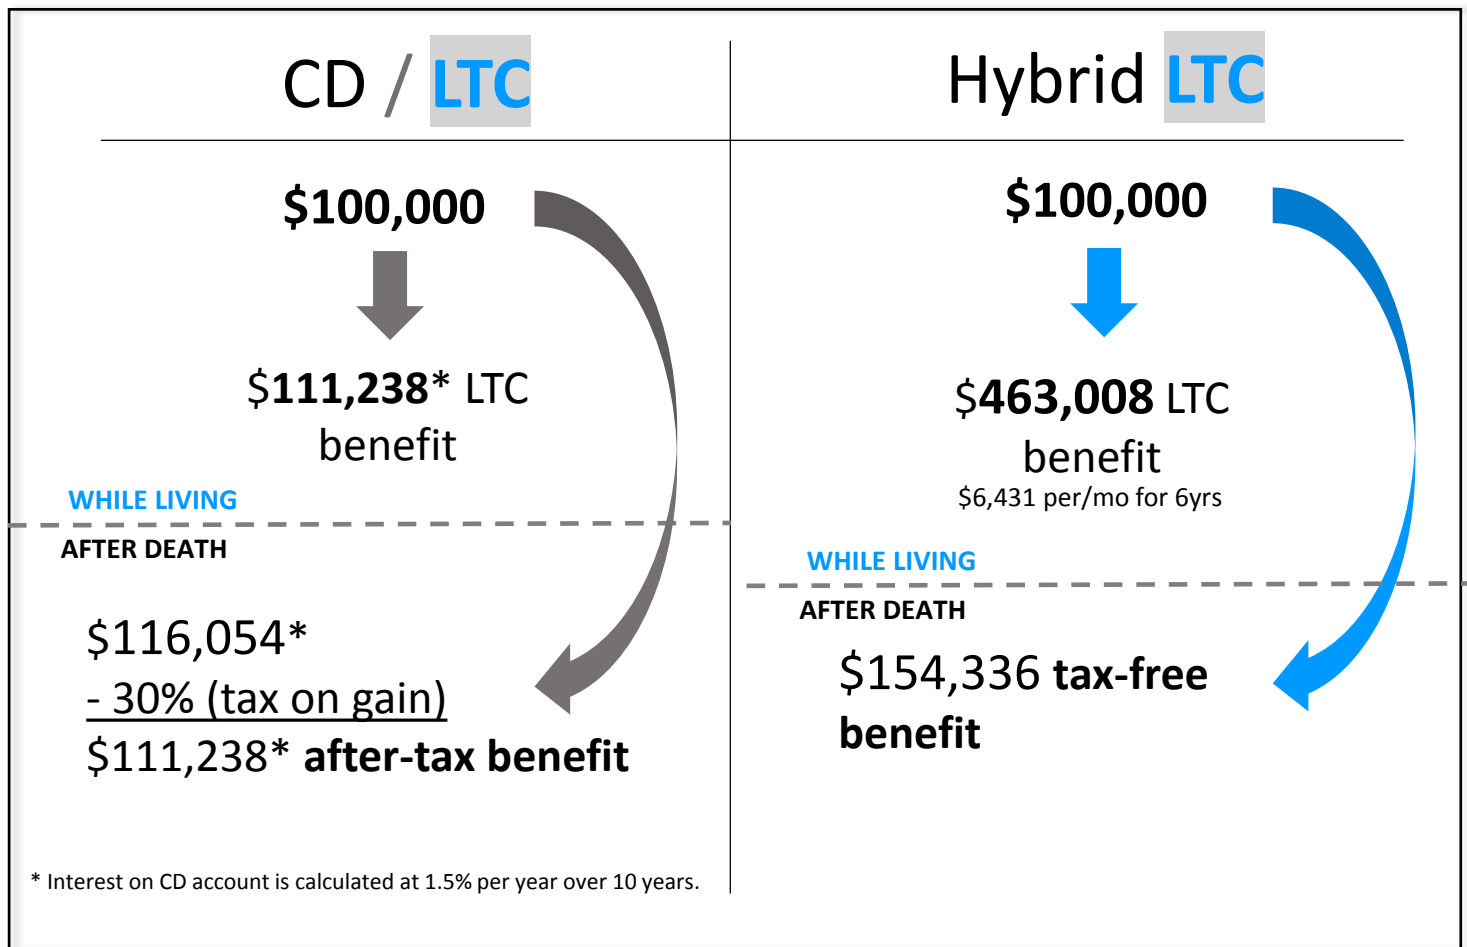 CD / LTC
$100,000
$111,238* LTC
benefit
WHILE LIVING
AFTER DEATH
$116,054*
- 30% (tax on gain)
$111,238* after-tax benefit
* Interest on CD account is calculated at 1.5% per year over 10 years.
Hybrid LTC
$100,000
$463,008 LTC
benefit
$6,431 per/mo for 6yrs
WHILE LIVING
AFTER DEATH
$154,336 tax-free
benefit